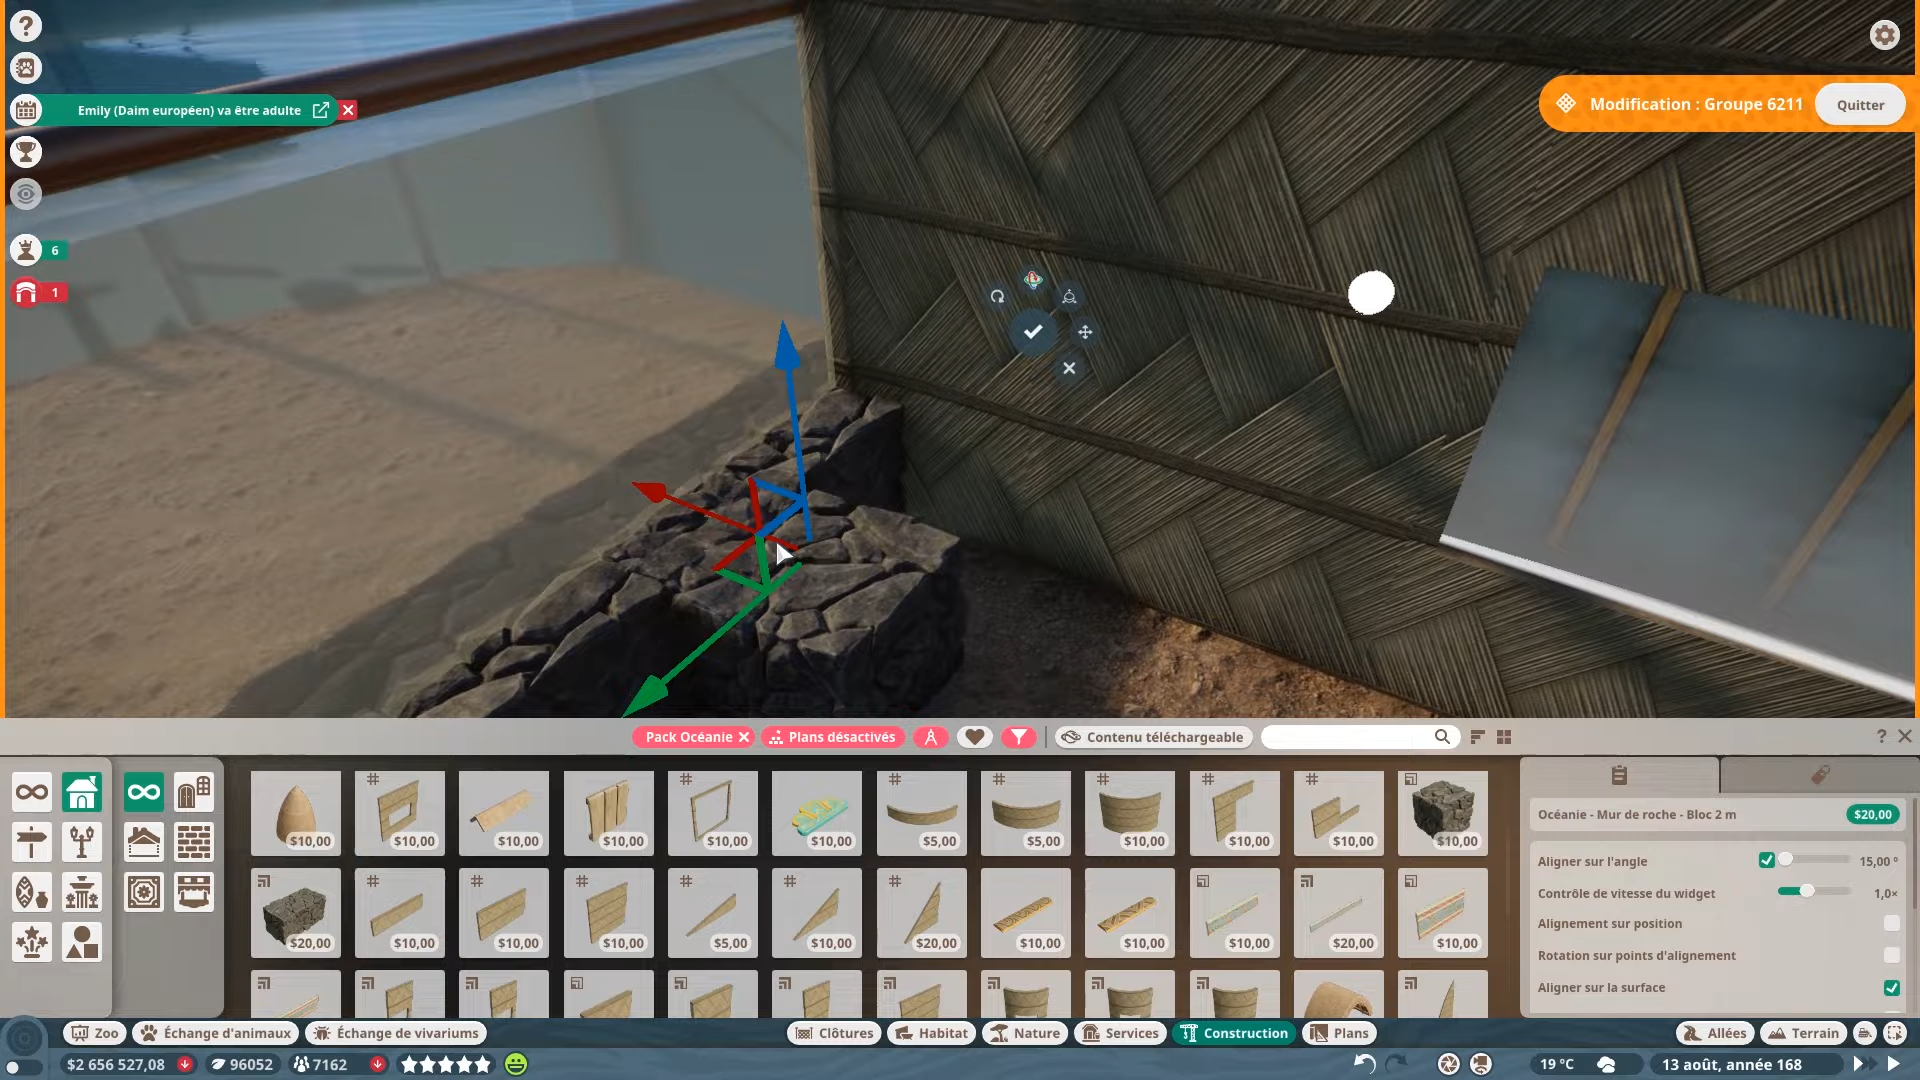 ?
Emily (Daim européen) va être adulte
Modification : Groupe 6211
Quitter
6
1
Pack Océanie
Plans désactivés
Contenu téléchargeable
?
$10,00
$10,00
$10,00
$10,00
$10,00
$10,00
$5,00
$5,00
$10,00
$10,00
$10,00
$10,00
$20,00
$10,00
$10,00
$10,00
$5,00
$10,00
$20,00
$10,00
$10,00
$10,00
$20,00
$10,00
Océanie - Mur de roche - Bloc 2 m
$20,00
Aligner sur l'angle
15,00 °
Contrôle de vitesse du widget
1,0×
Alignement sur position
Rotation sur points d'alignement
Aligner sur la surface
Zoo
Échange d'animaux
Échange de vivariums
Clôtures
Habitat
Nature
Services
Construction
Plans
Allées
Terrain
$2 656 527,08
96052
7162
19 °C
13 août, année 168